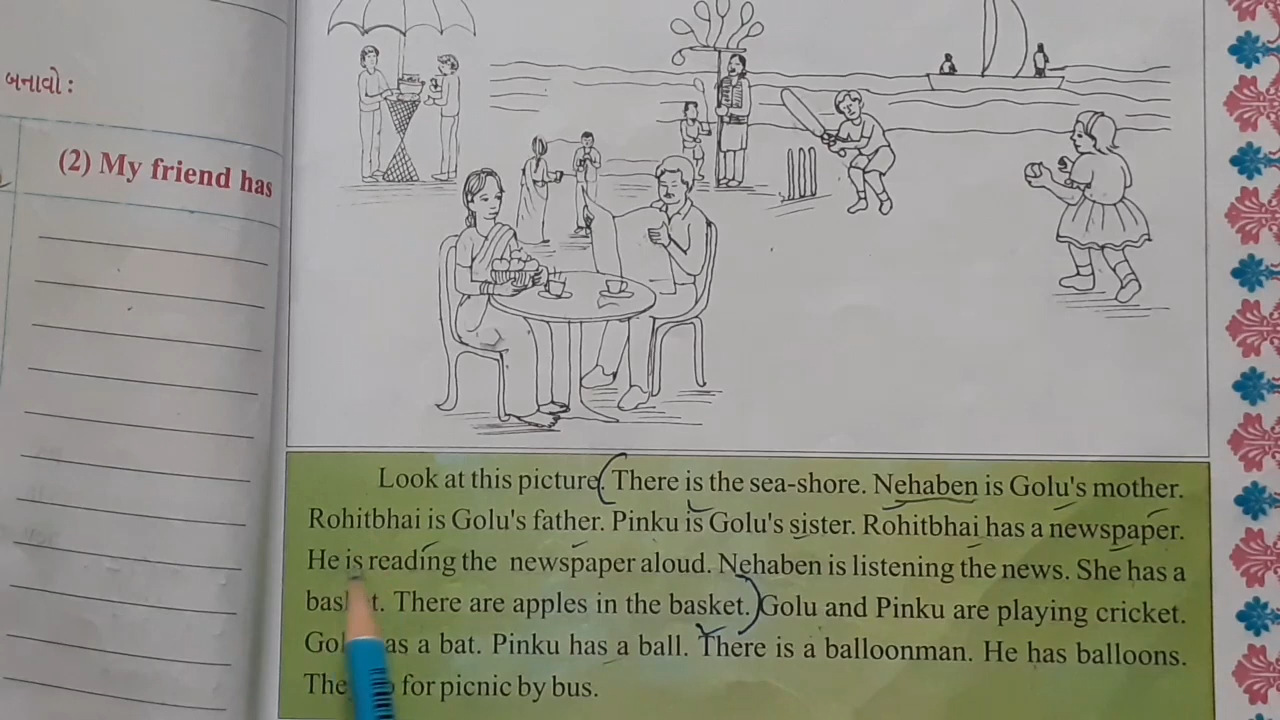 બનાવો :
(2) My friend has
Look at this picture. There is the sea-shore. Nehaben is Golu's mother.
Rohitbhai is Golu's father. Pinku is Golu's sister. Rohitbhai has a newspaper.
He is reading the newspaper aloud. Nehaben is listening the news. She has a
There are apples in the basket. Golu and Pinku are playing cricket.
a bat. Pinku has a ball. There is a balloonman. He has balloons.
for picnic by bus.